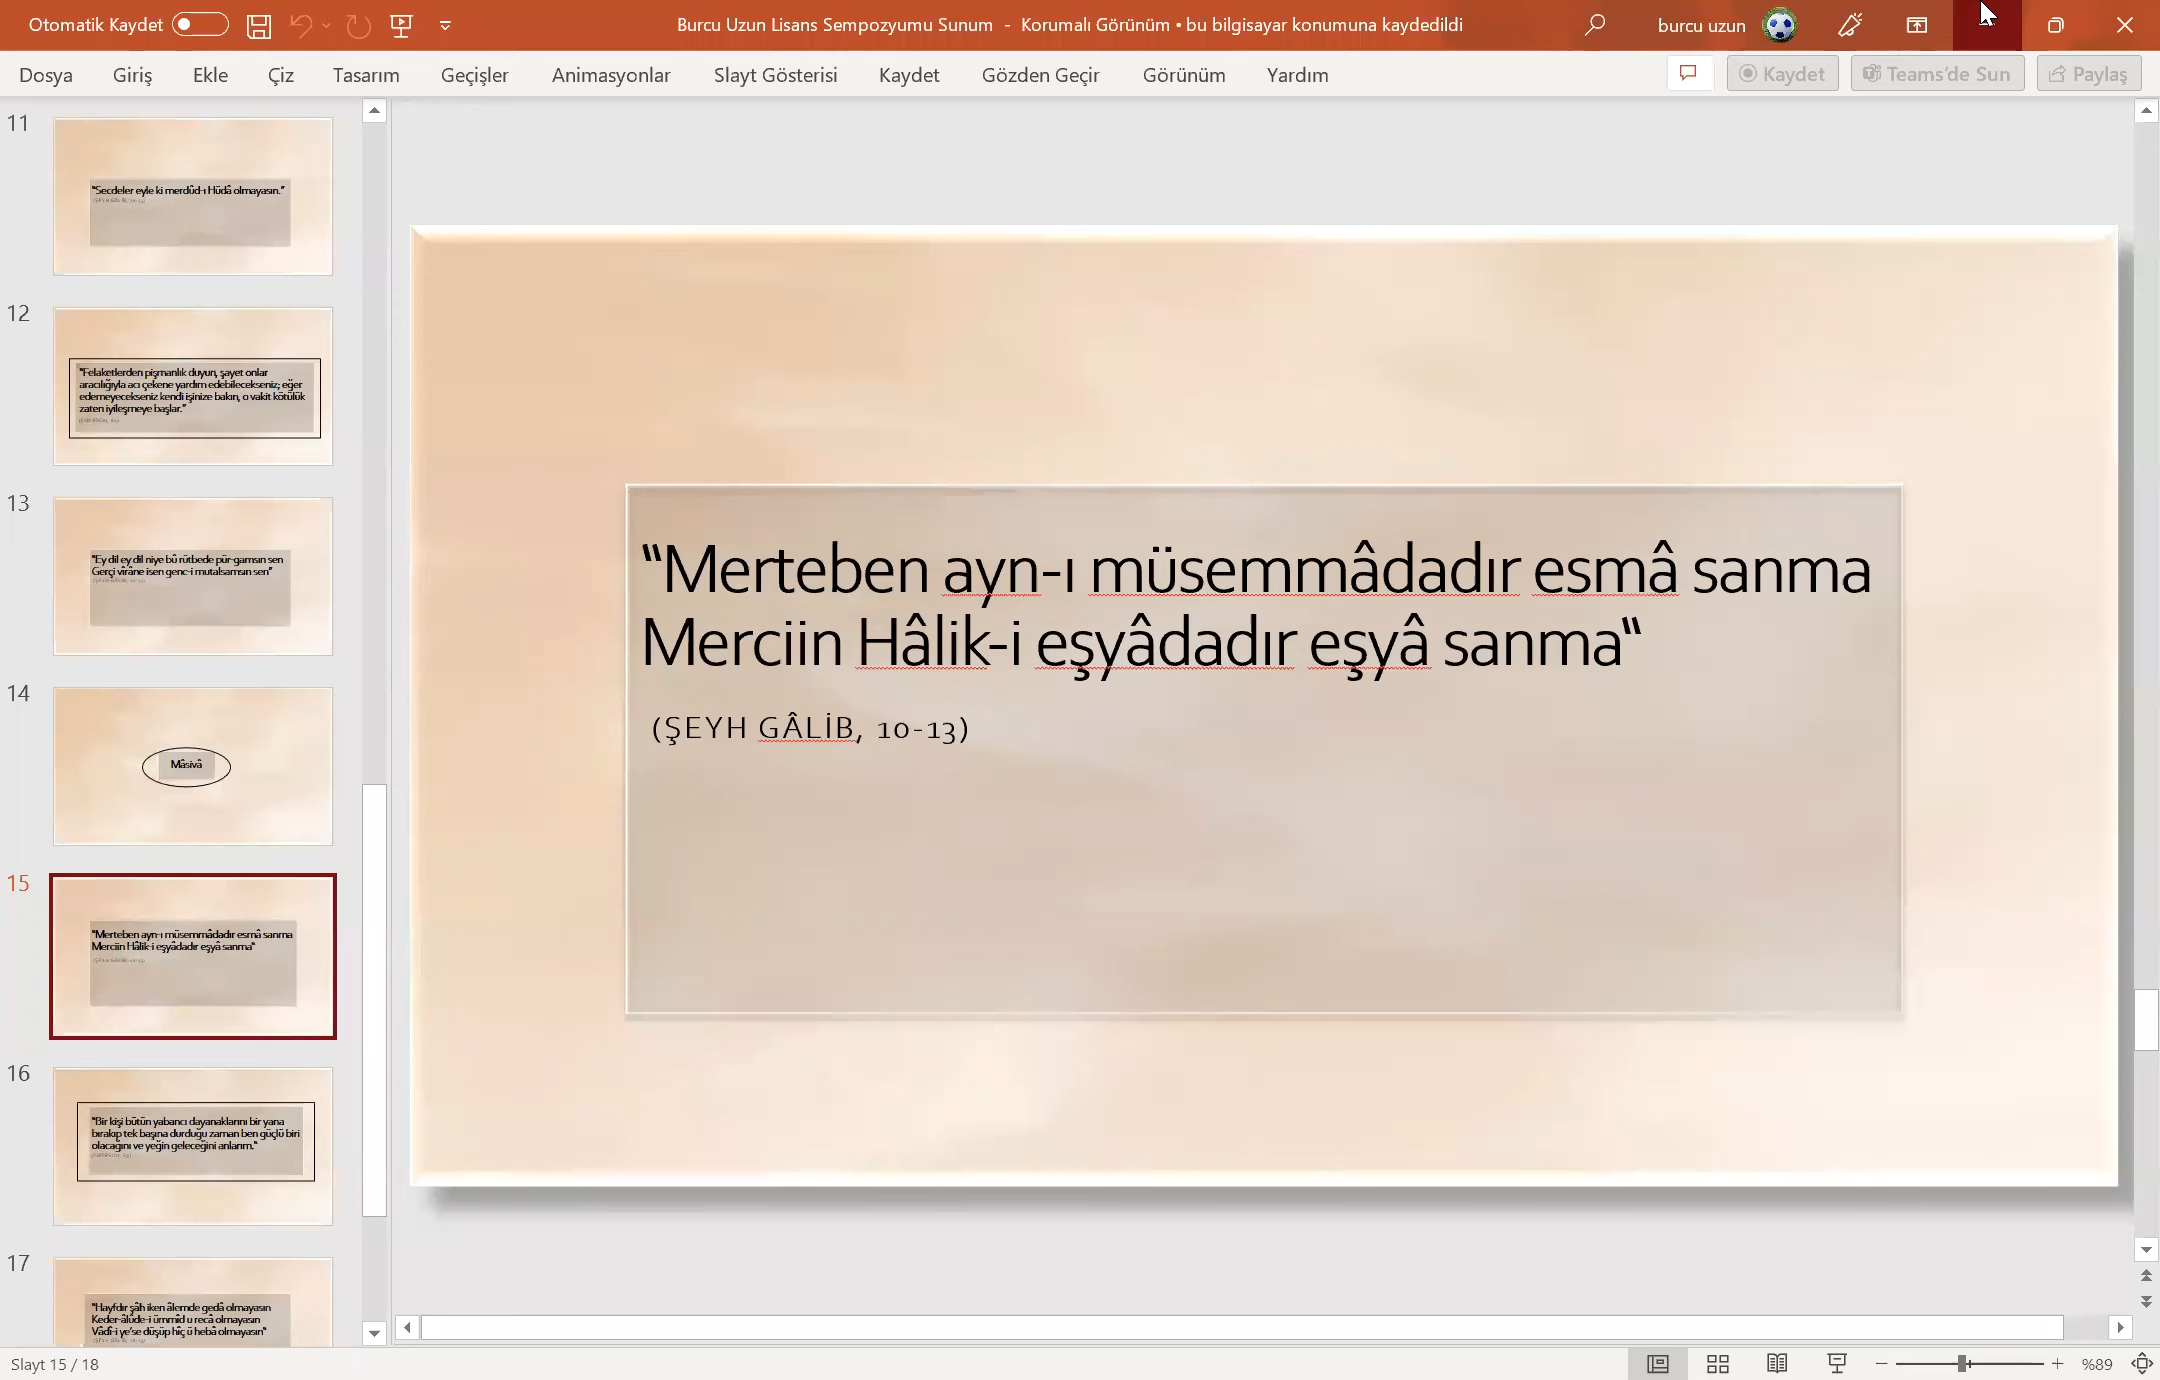 Otomatik Kaydet
Burcu Uzun Lisans Sempozyumu Sunum - Korumalı Görünüm • bu bilgisayar konumuna kaydedildi
burcu uzun
Dosya Giriş Ekle Çiz Tasarım Geçişler Animasyonlar Slayt Gösterisi Kaydet Gözden Geçir Görünüm Yardım
Kaydet Teams'de Sun Paylaş
11
"Secdeler eyle ki merdûd-ı Hüdâ olmayasın."
12
"Felaketlerden pişmanlık duyun, şayet onlar
aracılığıyla acı çekene yardım edebilecekseniz; eğer
edemeyecekseniz kendi işinize bakın, o vakit kötülük
zaten iyileşmeye başlar."
13
"Ey dil ey dil niye bû rütbede pür-gamsın sen
Gerçi vîrâne isen genc-i mutalsamsın sen"
14
Mâsivâ
15
"Merteben ayn-ı müsemmâdadır esmâ sanma
Merciin Hâlik-i eşyâdadır eşyâ sanma"
16
"Bir kişi bütün yabancı dayanaklarını bir yana
bırakıp tek başına durduğu zaman ben güçlü biri
olacağını ve yeğin geleceğini anlarım."
17
"Hayfdır şâh iken âlemde gedâ olmayasın
Keder-âlûde-i ümmîd u recâ olmayasın
Vâdî-i ye'se düşüp hîç ü hebâ olmayasın"
"Merteben ayn-ı müsemmâdadır esmâ sanma
Merciin Hâlik-i eşyâdadır eşyâ sanma"
(ŞEYH GÂLİB, 10-13)
Slayt 15 / 18
%89